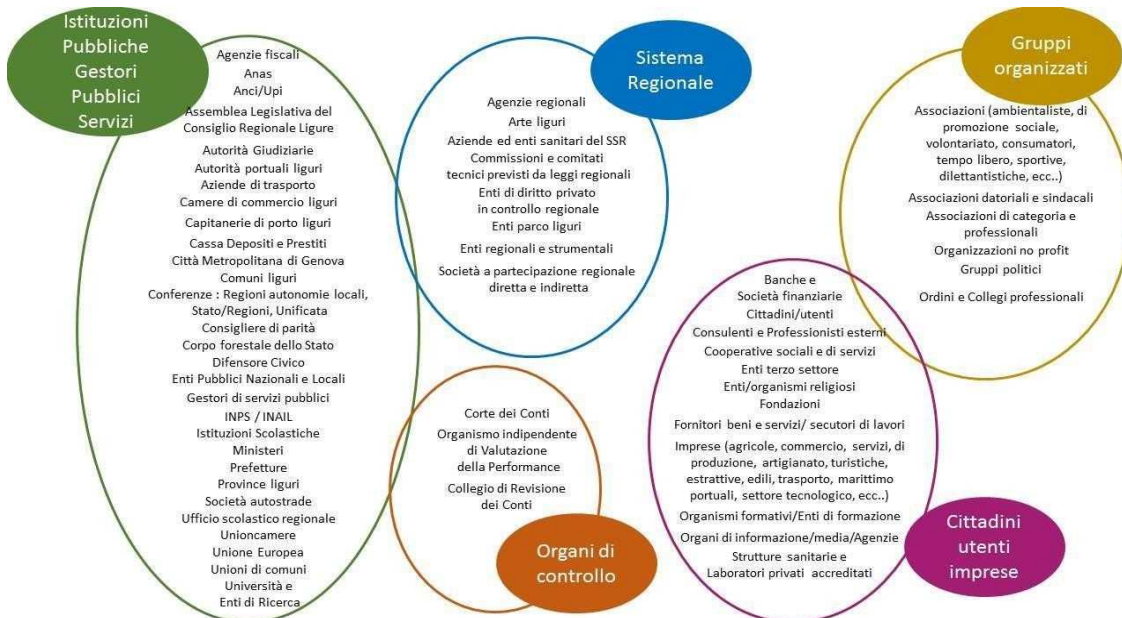 Istituzioni
Pubbliche
Gestori
Pubblici
Servizi
Agenzie fiscali
Anas
Anci/Upi
Assemblea Legislativa del
Consiglio Regionale Ligure
Autorità Giudiziarie
Autorità portuali liguri
Aziende di trasporto
Camere di commercio liguri
Capitanerie di porto liguri
Cassa Depositi e Prestiti
Città Metropolitana di Genova
Comuni liguri
Conferenze : Regioni autonomie locali,
Stato/Regioni, Unificata
Consigliere di parità
Corpo forestale dello Stato
Difensore Civico
Enti Pubblici Nazionali e Locali
Gestori di servizi pubblici
INPS / INAIL
Istituzioni Scolastiche
Ministeri
Prefetture
Province liguri
Società autostrade
Ufficio scolastico regionale
Unioncamere
Unione Europea
Unioni di comuni
Università e
Enti di Ricerca
Sistema
Regionale
Agenzie regionali
Arte liguri
Aziende ed enti sanitari del SSR
Commissioni e comitati
tecnici previsti da leggi regionali
Enti di diritto privato
in controllo regionale
Enti parco liguri
Enti regionali e strumentali
Società a partecipazione regionale
diretta e indiretta
Gruppi
organizzati
Associazioni (ambientaliste, di
promozione sociale,
volontariato, consumatori,
tempo libero, sportive,
dilettantistiche, ecc..)
Associazioni datoriali e sindacali
Associazioni di categoria e
professionali
Organizzazioni no profit
Gruppi politici
Ordini e Collegi professionali
Corte dei Conti
Organismo indipendente
di Valutazione
della Performance
Collegio di Revisione
dei Conti
Organi di
controllo
Banche e
Società finanziarie
Cittadini/utenti
Consulenti e Professionisti esterni
Cooperative sociali e di servizi
Enti terzo settore
Enti/organismi religiosi
Fondazioni
Fornitori beni e servizi/ secutori di lavori
Imprese (agricole, commercio, servizi, di
produzione, artigianato, turistiche,
estrattive, edili, trasporto, marittimo
portuali, settore tecnologico, ecc..)
Organismi formativi/Enti di formazione
Organi di informazione/media/Agenzie
Strutture sanitarie e
Laboratori privati accreditati
Cittadini
utenti
imprese